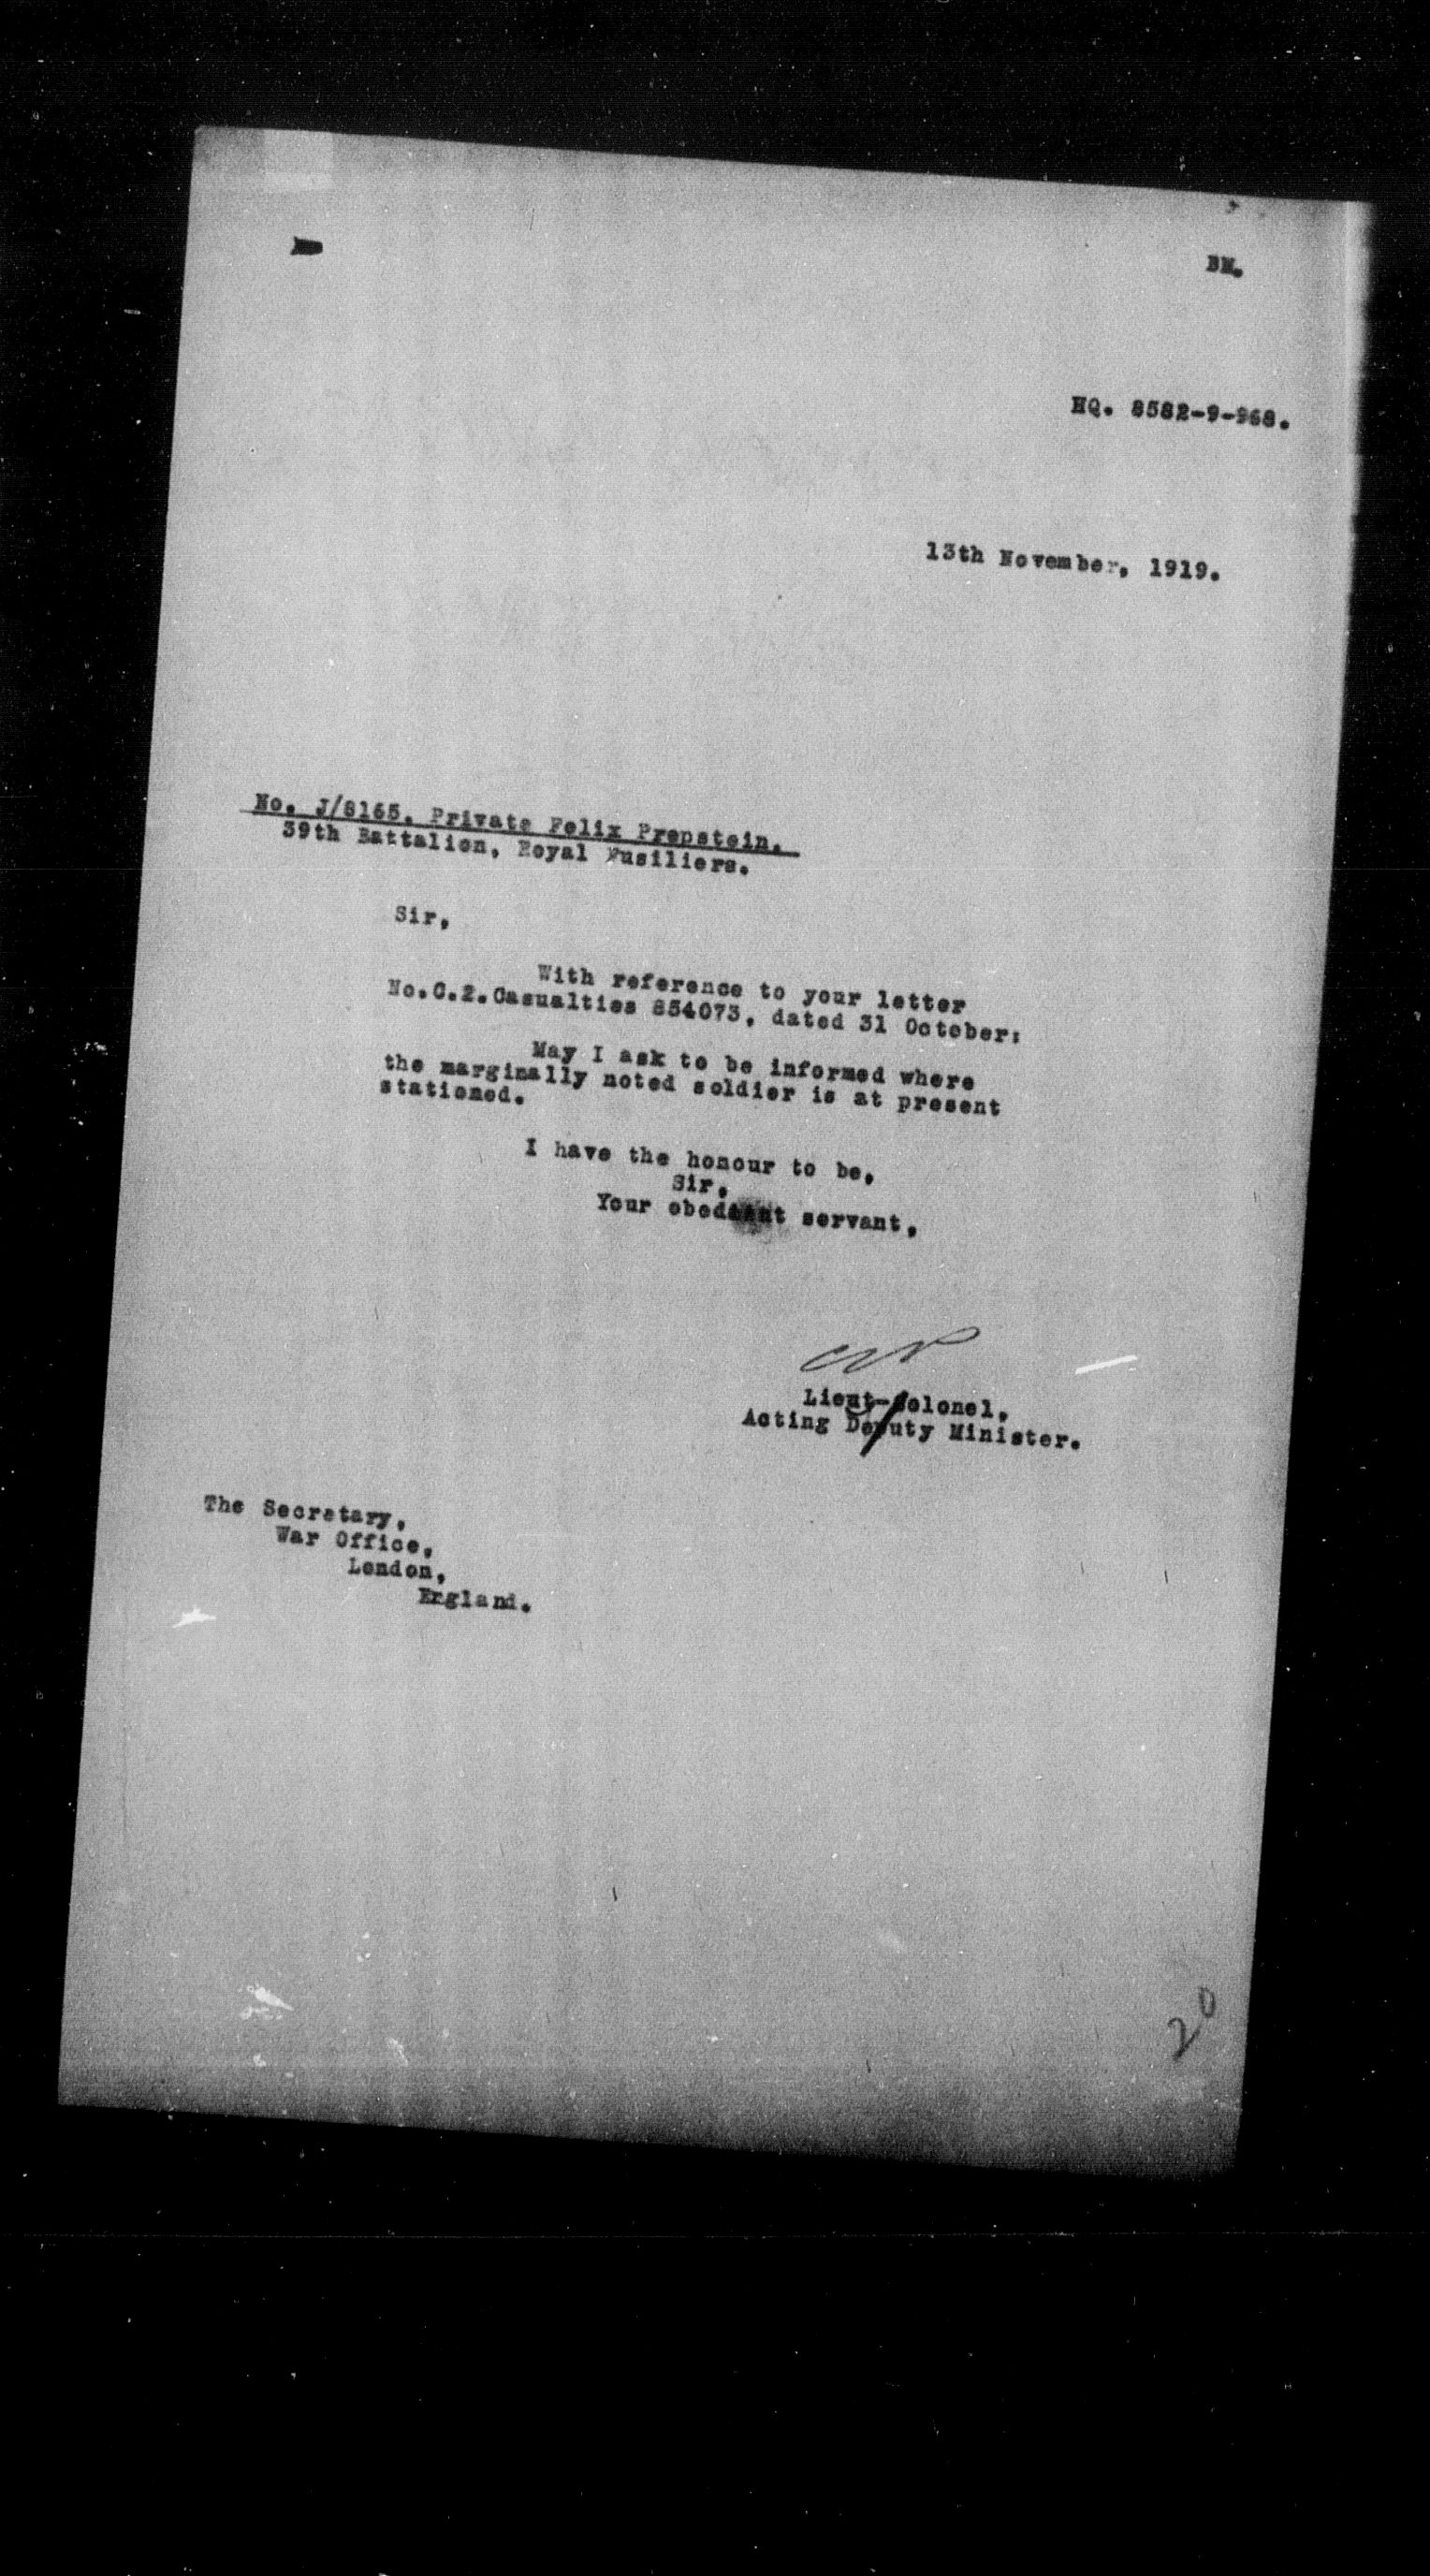 BM.
HQ. 8582-9-968.
13th November, 1919.
No. J/8165. Private Felix Prenstein.
39th Battalion, Royal Fusiliers.
Sir,
With reference to your letter
No.C.2.Casualties 854073, dated 31 October:
May I ask to be informed where
the marginally noted soldier is at present
stationed.
I have the honour to be,
Sir,
Your obedient servant,
Lieut-Colonel,
Acting Deputy Minister.
The Secretary,
War Office,
London,
England.
20